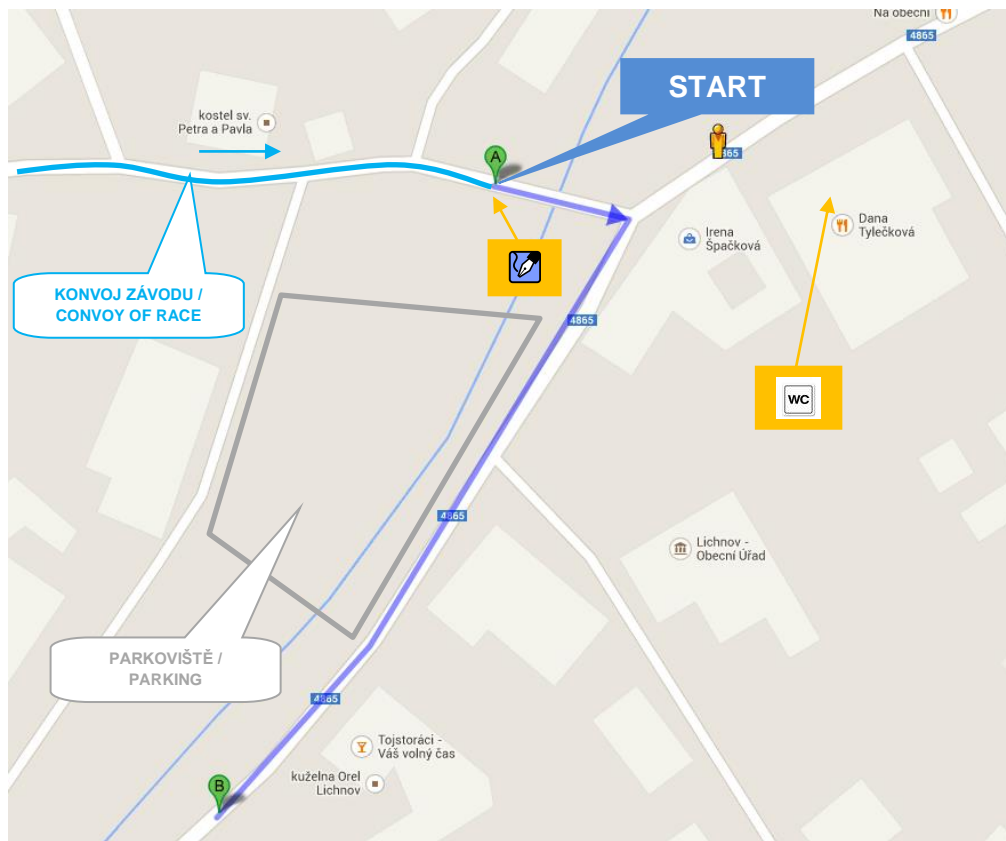 Na obecní
4865
START
kostel sv.
Petra a Pavla
A
865
Dana
Tylečková
Irena
Špačková
KONVOJ ZÁVODU /
CONVOY OF RACE
4865
WC
4865
Lichnov -
Obecní Úřad
PARKOVIŠTĚ /
PARKING
4865
Tojstoráci -
Váš volný čas
kuželna Orel
Lichnov
B